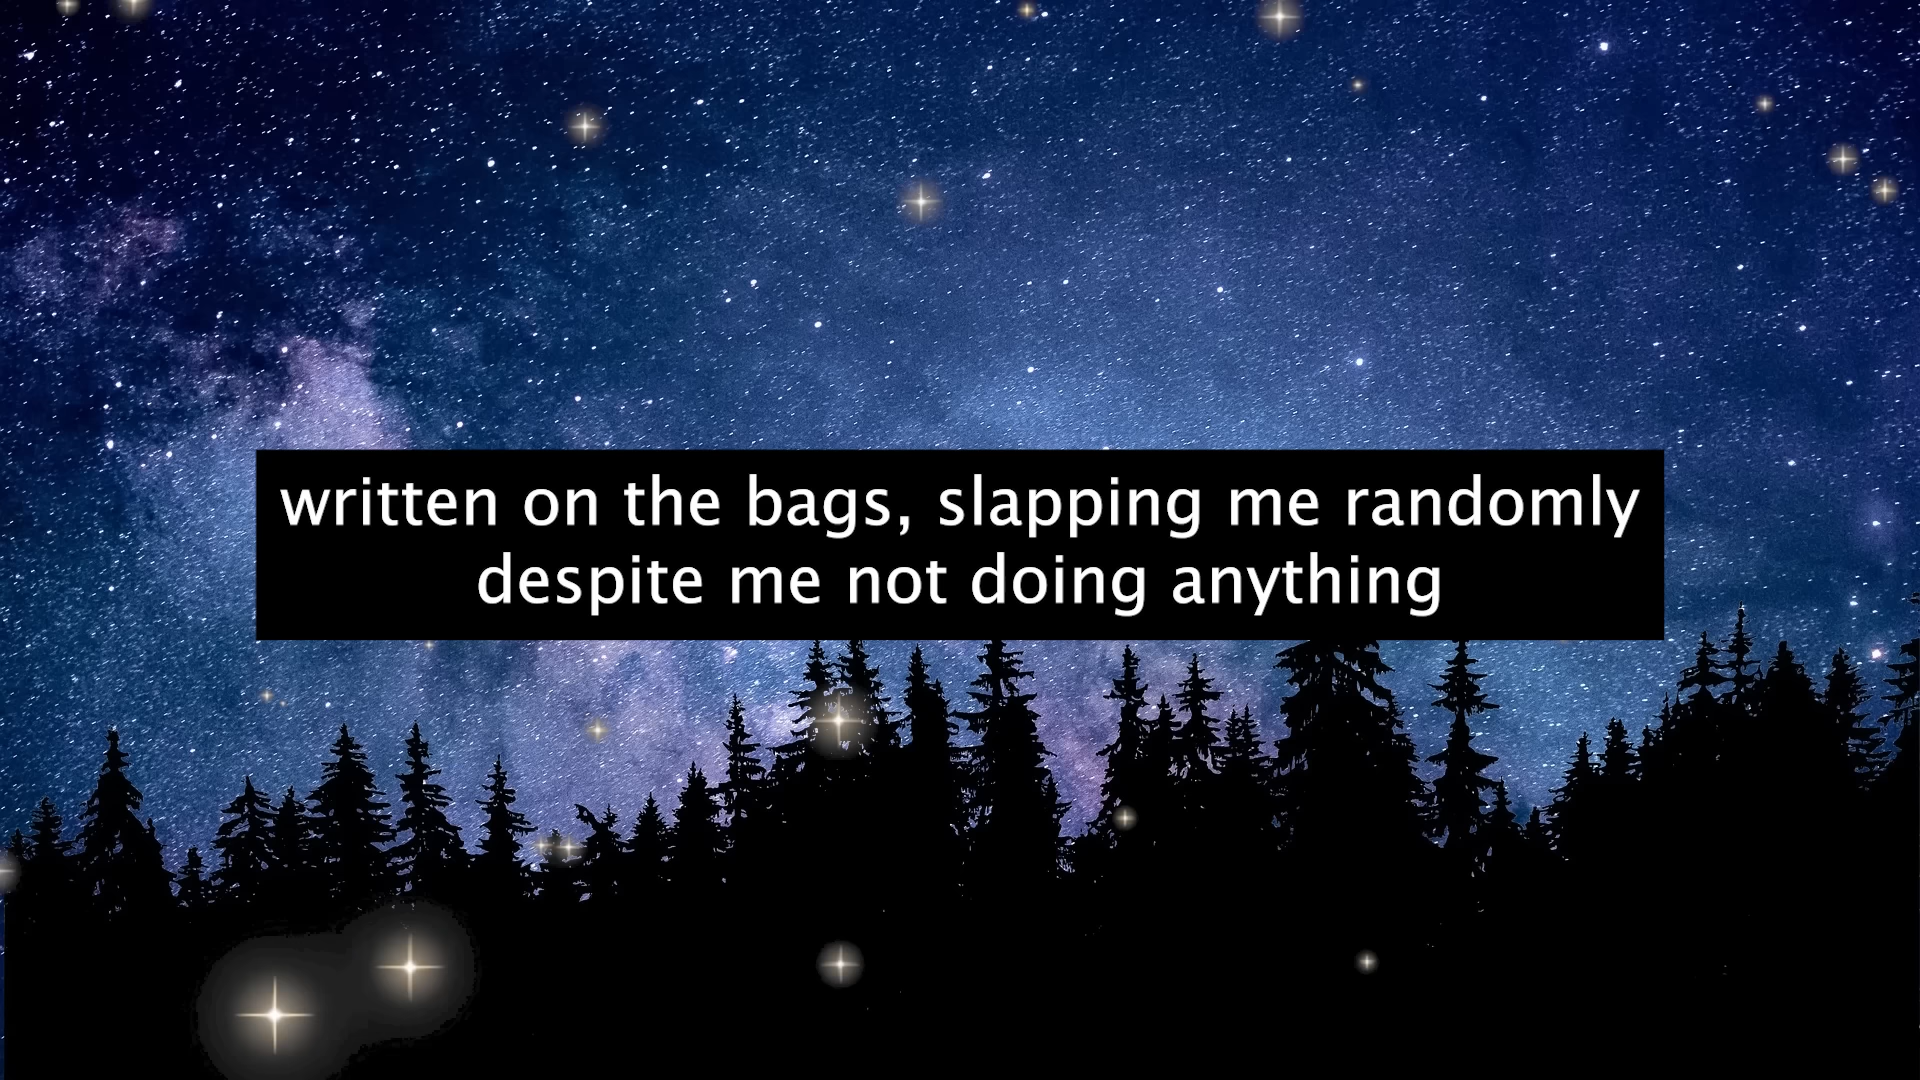 written on the bags, slapping me randomly
despite me not doing anything